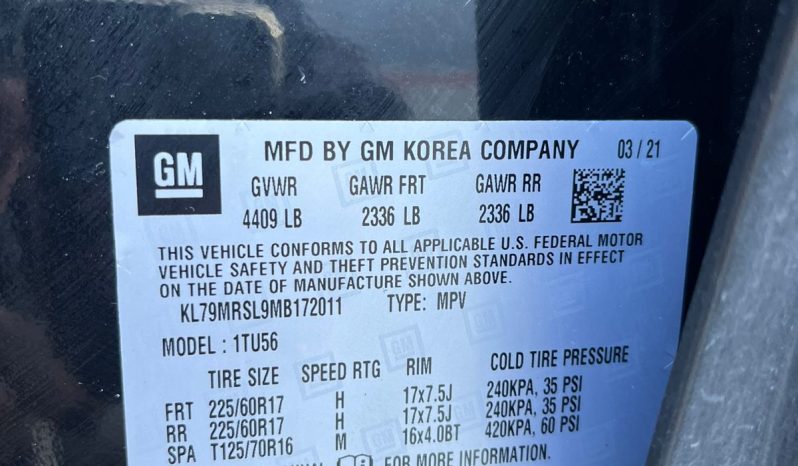 GM MFD BY GM KOREA COMPANY 03 / 21
GVWR GAWR FRT GAWR RR
4409 LB 2336 LB 2336 LB
THIS VEHICLE CONFORMS TO ALL APPLICABLE U.S. FEDERAL MOTOR
VEHICLE SAFETY AND THEFT PREVENTION STANDARDS IN EFFECT
ON THE DATE OF MANUFACTURE SHOWN ABOVE.
KL79MRSL9MB172011 TYPE: MPV
MODEL : 1TU56
TIRE SIZE SPEED RTG RIM COLD TIRE PRESSURE
FRT 225/60R17 H 17x7.5J 240KPA, 35 PSI
RR 225/60R17 H 17x7.5J 240KPA, 35 PSI
SPA T125/70R16 M 16x4.0BT 420KPA, 60 PSI
FOR MORE INFORMATION.